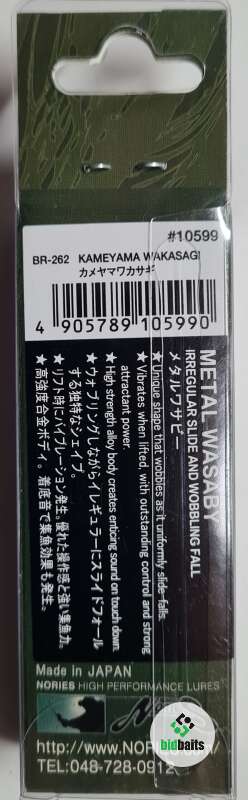 #10599
BR-262 KAMEYAMA WAKASAGI
カメヤマワカサギ
4 905789 105990
METAL WASABY
IRREGULAR SLIDE AND WOBBLING FALL
メタルワサビー
★Unique shape that wobbles as it uniformly slide-falls.
★Vibrates when lifted, with outstanding control and strong
attractant power.
★High strength alloy body creates enticing sound on touch down.
★ウォブリングしながらイレギュラーにスライドフォール
する独特なシェイプ。
★リフト時にバイブレーション発生。優れた操作感と強い集魚力。
★高強度合金ボディ。着底音で集魚効果も発生。
Made in JAPAN
NORIES HIGH PERFORMANCE LURES
bidbaits
http://www.NORIES.com/
TEL:048-728-0912